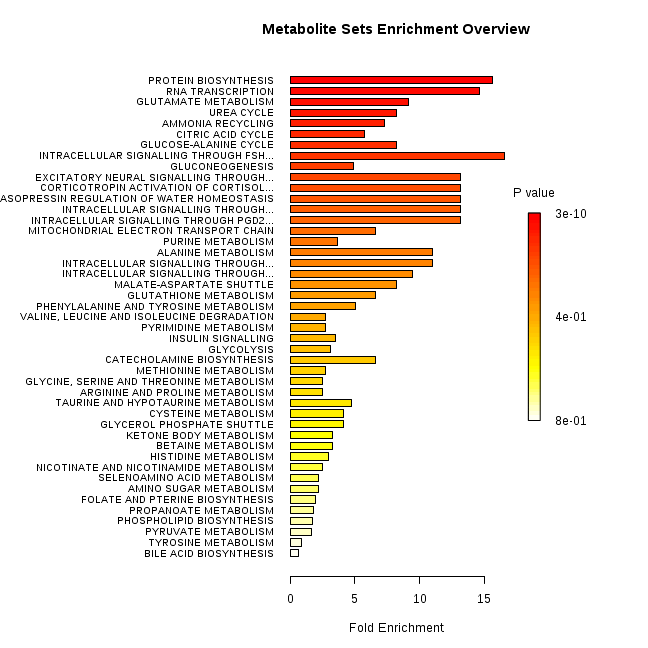 Metabolite Sets Enrichment Overview
PROTEIN BIOSYNTHESIS
RNA TRANSCRIPTION
GLUTAMATE METABOLISM
UREA CYCLE
AMMONIA RECYCLING
CITRIC ACID CYCLE
GLUCOSE-ALANINE CYCLE
INTRACELLULAR SIGNALLING THROUGH FSH...
GLUCONEOGENESIS
EXCITATORY NEURAL SIGNALLING THROUGH...
CORTICOTROPIN ACTIVATION OF CORTISOL...
ASOPRESSIN REGULATION OF WATER HOMEOSTASIS
INTRACELLULAR SIGNALLING THROUGH...
INTRACELLULAR SIGNALLING THROUGH PGD2...
MITOCHONDRIAL ELECTRON TRANSPORT CHAIN
PURINE METABOLISM
ALANINE METABOLISM
INTRACELLULAR SIGNALLING THROUGH...
INTRACELLULAR SIGNALLING THROUGH...
MALATE-ASPARTATE SHUTTLE
GLUTATHIONE METABOLISM
PHENYLALANINE AND TYROSINE METABOLISM
VALINE, LEUCINE AND ISOLEUCINE DEGRADATION
PYRIMIDINE METABOLISM
INSULIN SIGNALLING
GLYCOLYSIS
CATECHOLAMINE BIOSYNTHESIS
METHIONINE METABOLISM
GLYCINE, SERINE AND THREONINE METABOLISM
ARGININE AND PROLINE METABOLISM
TAURINE AND HYPOTAURINE METABOLISM
CYSTEINE METABOLISM
GLYCEROL PHOSPHATE SHUTTLE
KETONE BODY METABOLISM
BETAINE METABOLISM
HISTIDINE METABOLISM
NICOTINATE AND NICOTINAMIDE METABOLISM
SELENOAMINO ACID METABOLISM
AMINO SUGAR METABOLISM
FOLATE AND PTERINE BIOSYNTHESIS
PROPANOATE METABOLISM
PHOSPHOLIPID BIOSYNTHESIS
PYRUVATE METABOLISM
TYROSINE METABOLISM
BILE ACID BIOSYNTHESIS
0 5 10 15
Fold Enrichment
P value
3e-10
4e-01
8e-01